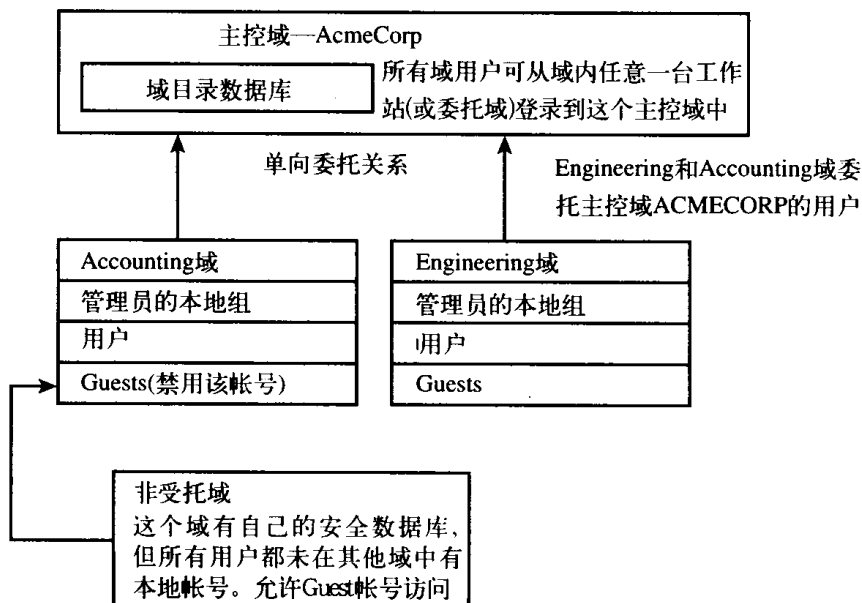 主控域—AcmeCorp
域目录数据库
所有域用户可从域内任意一台工作
站(或委托域)登录到这个主控域中
单向委托关系
Engineering和Accounting域委
托主控域ACMECORP的用户
Accounting域
管理员的本地组
用户
Guests(禁用该帐号)
Engineering域
管理员的本地组
用户
Guests
非受托域
这个域有自己的安全数据库,
但所有用户都未在其他域中有
本地帐号。允许Guest帐号访问